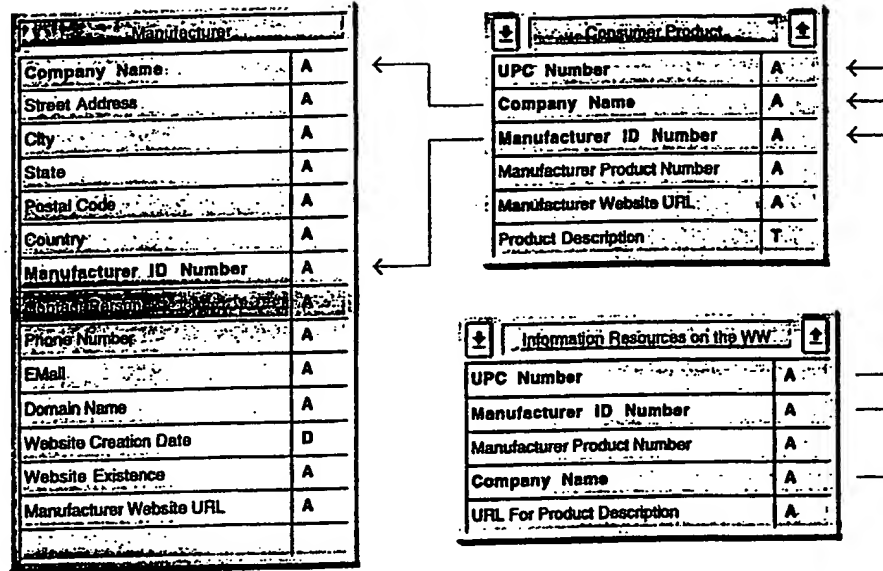 Manufacturer
Company Name A
Street Address A
City A
State A
Postal Code A
Country A
Manufacturer ID Number A
Contact Person A
Phone Number A
EMail A
Domain Name A
Website Creation Date D
Website Existence A
Manufacturer Website URL A
Consumer Product
UPC Number A
Company Name A
Manufacturer ID Number A
Manufacturer Product Number A
Manufacturer Website URL A
Product Description T
Information Resources on the WW
UPC Number A
Manufacturer ID Number A
Manufacturer Product Number A
Company Name A
URL For Product Description A